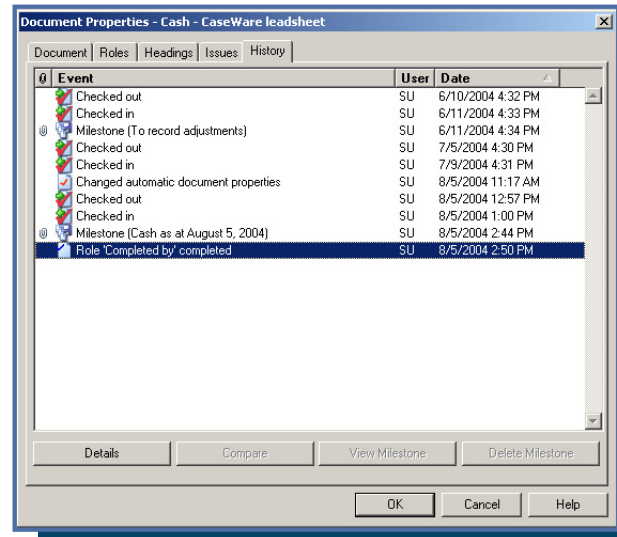 Document Properties - Cash - CaseWare leadsheet
Document Roles Headings Issues History
Event User Date
Checked out SU 6/10/2004 4:32 PM
Checked in SU 6/11/2004 4:33 PM
Milestone (To record adjustments) SU 6/11/2004 4:34 PM
Checked out SU 7/5/2004 4:30 PM
Checked in SU 7/9/2004 4:31 PM
Changed automatic document properties SU 8/5/2004 11:17 AM
Checked out SU 8/5/2004 12:57 PM
Checked in SU 8/5/2004 1:00 PM
Milestone (Cash as at August 5, 2004) SU 8/5/2004 2:44 PM
Role 'Completed by' completed SU 8/5/2004 2:50 PM
Details Compare View Milestone Delete Milestone
OK Cancel Help